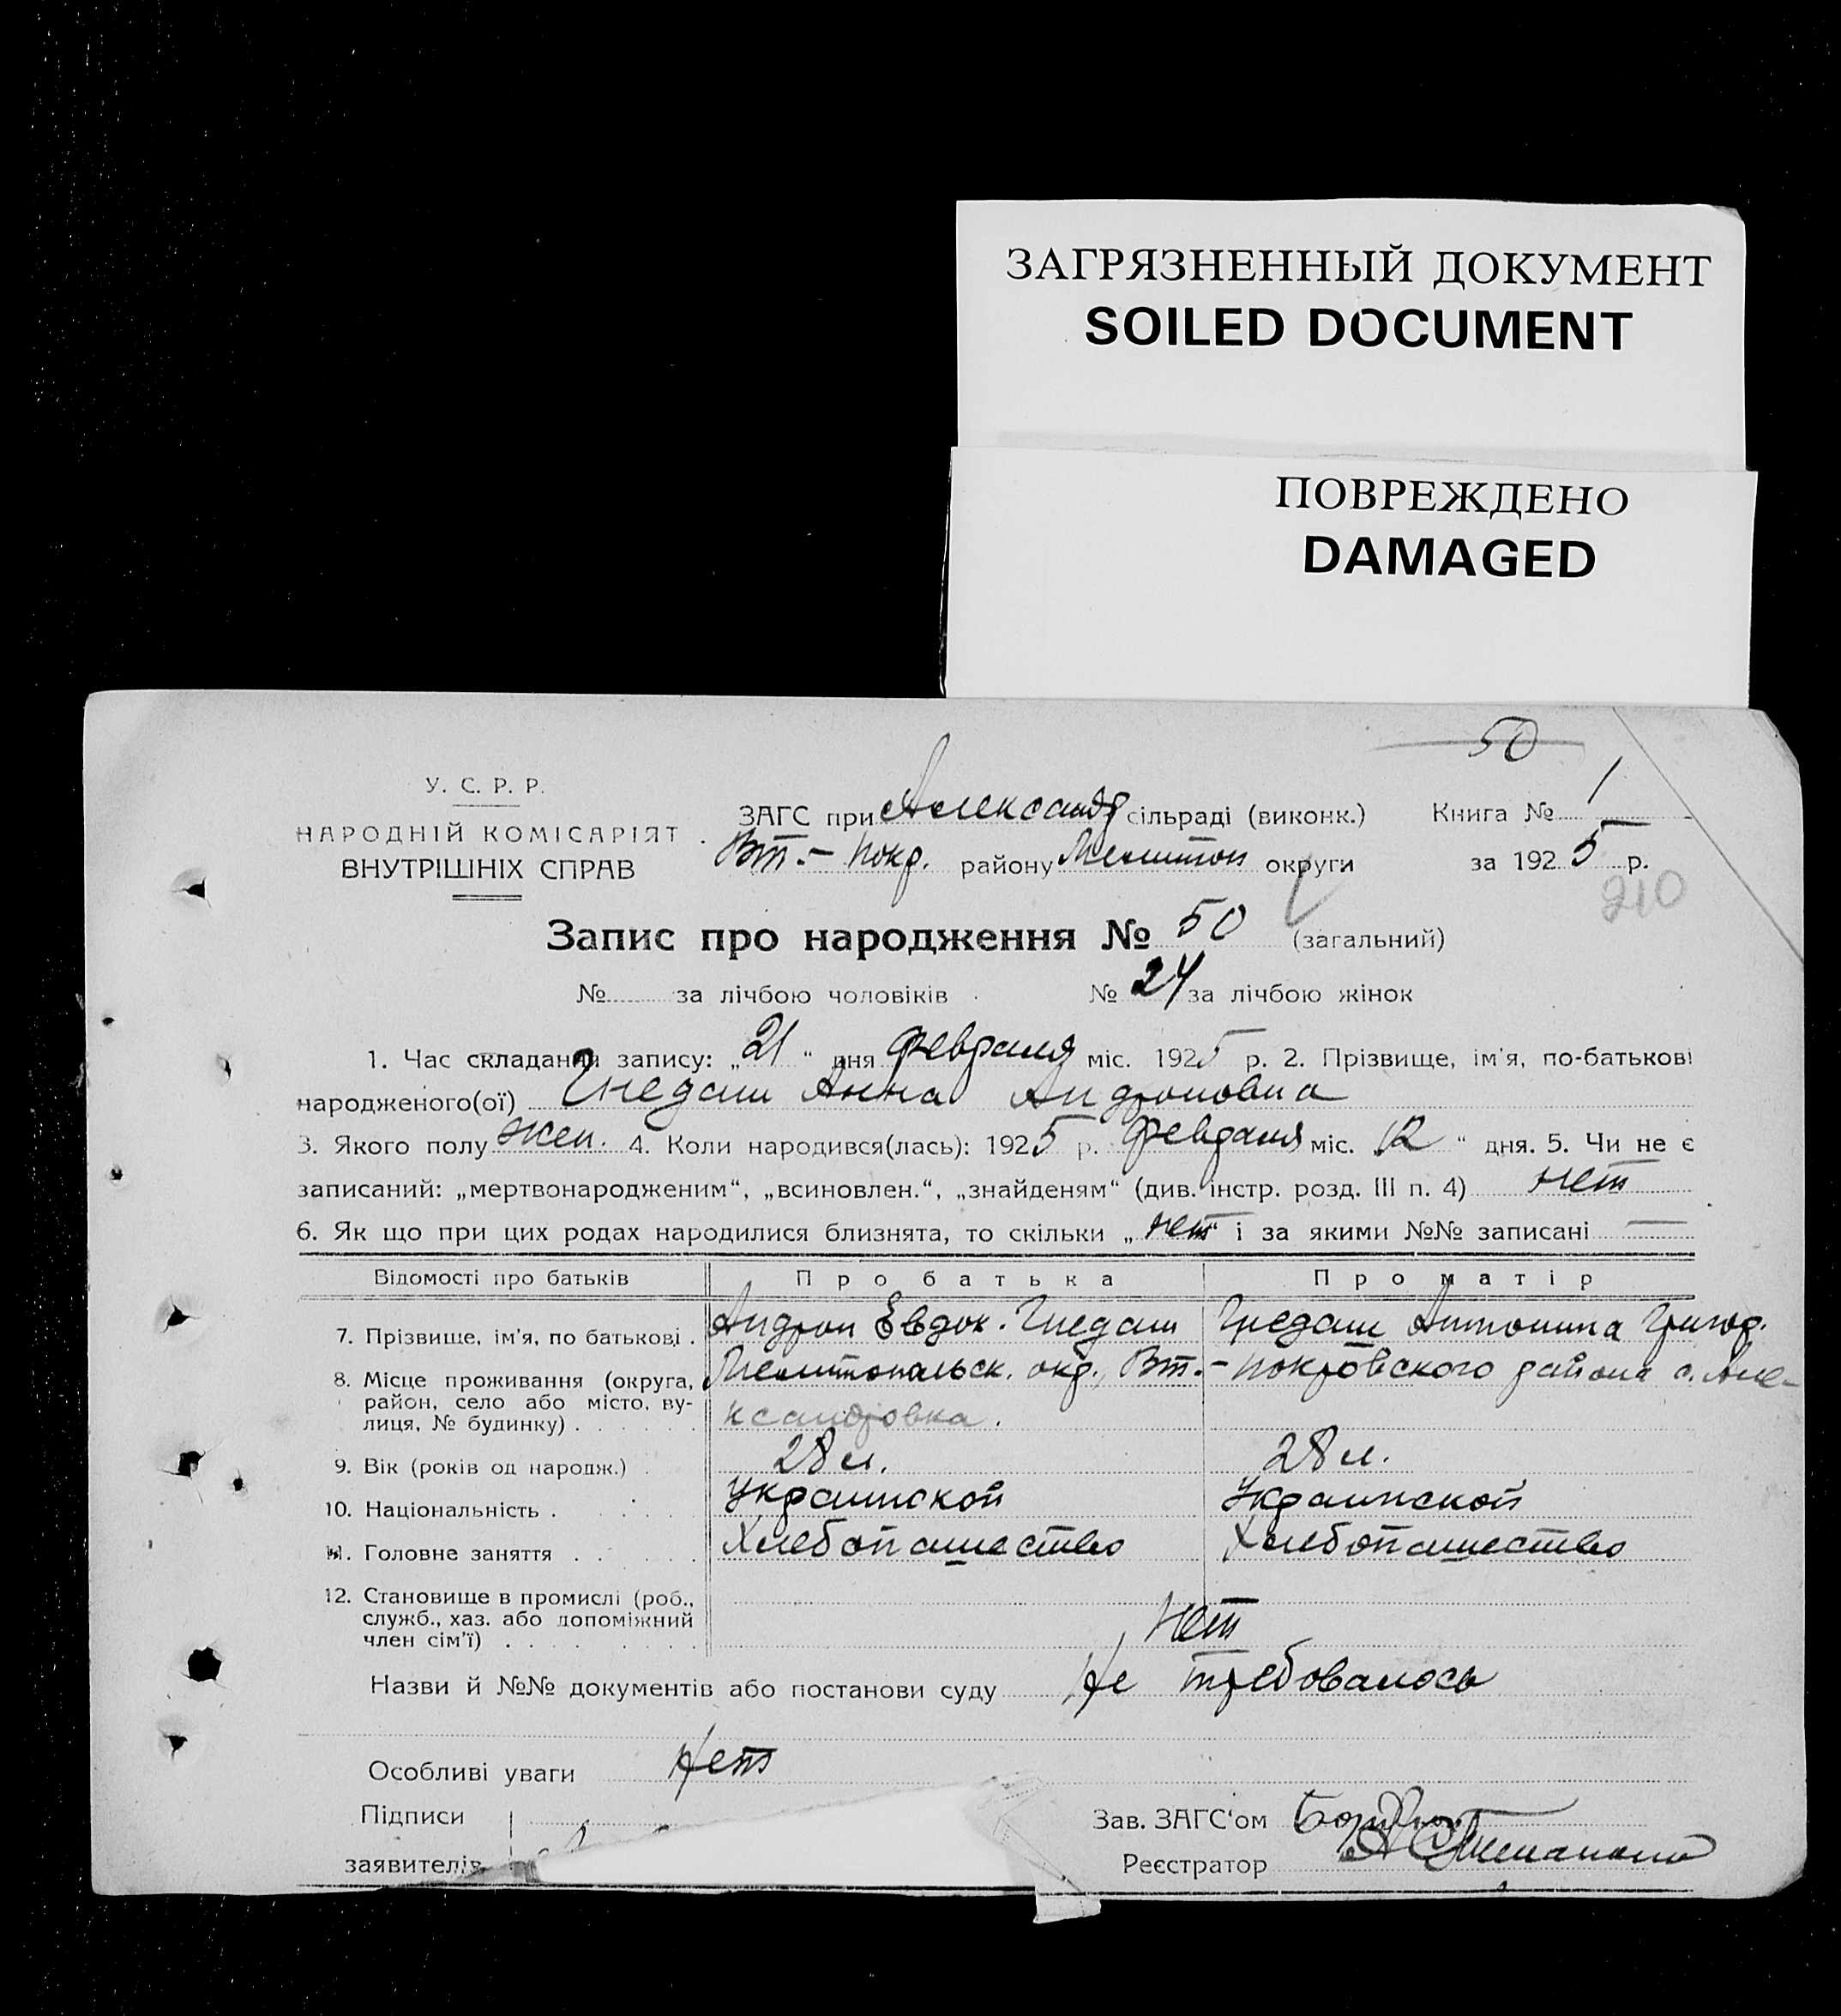 ЗАГРЯЗНЕННЫЙ ДОКУМЕНТ
SOILED DOCUMENT
ПОВРЕЖДЕНО
DAMAGED
50
У. С. Р. Р.
НАРОДНІЙ КОМІСАРІЯТ
ВНУТРІШНІХ СПРАВ
ЗАГС при Александр сільраді (виконк.) Книга № 1
Вт.-Покр. району Мелитоп округи за 1925 р.
210
Запис про народження № 50 (загальний)
№ за лічбою чоловіків № 24 за лічбою жінок
1. Час складання запису: „21“ дня февраля міс. 1925 р. 2. Прізвище, ім'я, по-батькові
народженого(ої) Гнедаш Анна Андроновна
3. Якого полу жен. 4. Коли народився(лась): 1925 р. февраля міс. 12 “ дня. 5. Чи не є
записаний: „мертвонародженим“, „всиновлен.“, „знайденям“ (див. інстр. розд. III п. 4) нет
6. Як що при цих родах народилися близнята, то скільки „нет“ і за якими №№ записані —
Відомості про батьків Про батька Про матір
7. Прізвище, ім'я, по батькові . Андрон Евдок. Гнедаш Гнедаш Антонина Григор.
8. Місце проживання (округа, район, село або місто, вулиця, № будинку) . Мелитопольск. окр., Вт.-Покровского района с. Але-
ксандровка.
9. Вік (років од народж.) 28 л. 28 л.
10. Національність . Украинской Украинской
11. Головне заняття . Хлебопашество Хлебопашество
12. Становище в промислі (роб., служб., хаз. або допоміжний член сім'ї) . Нет
Назви й №№ документів або постанови суду Не требовалось
Особливі уваги Нет
Підписи
заявителів
Зав. ЗАГС'ом
Реєстратор